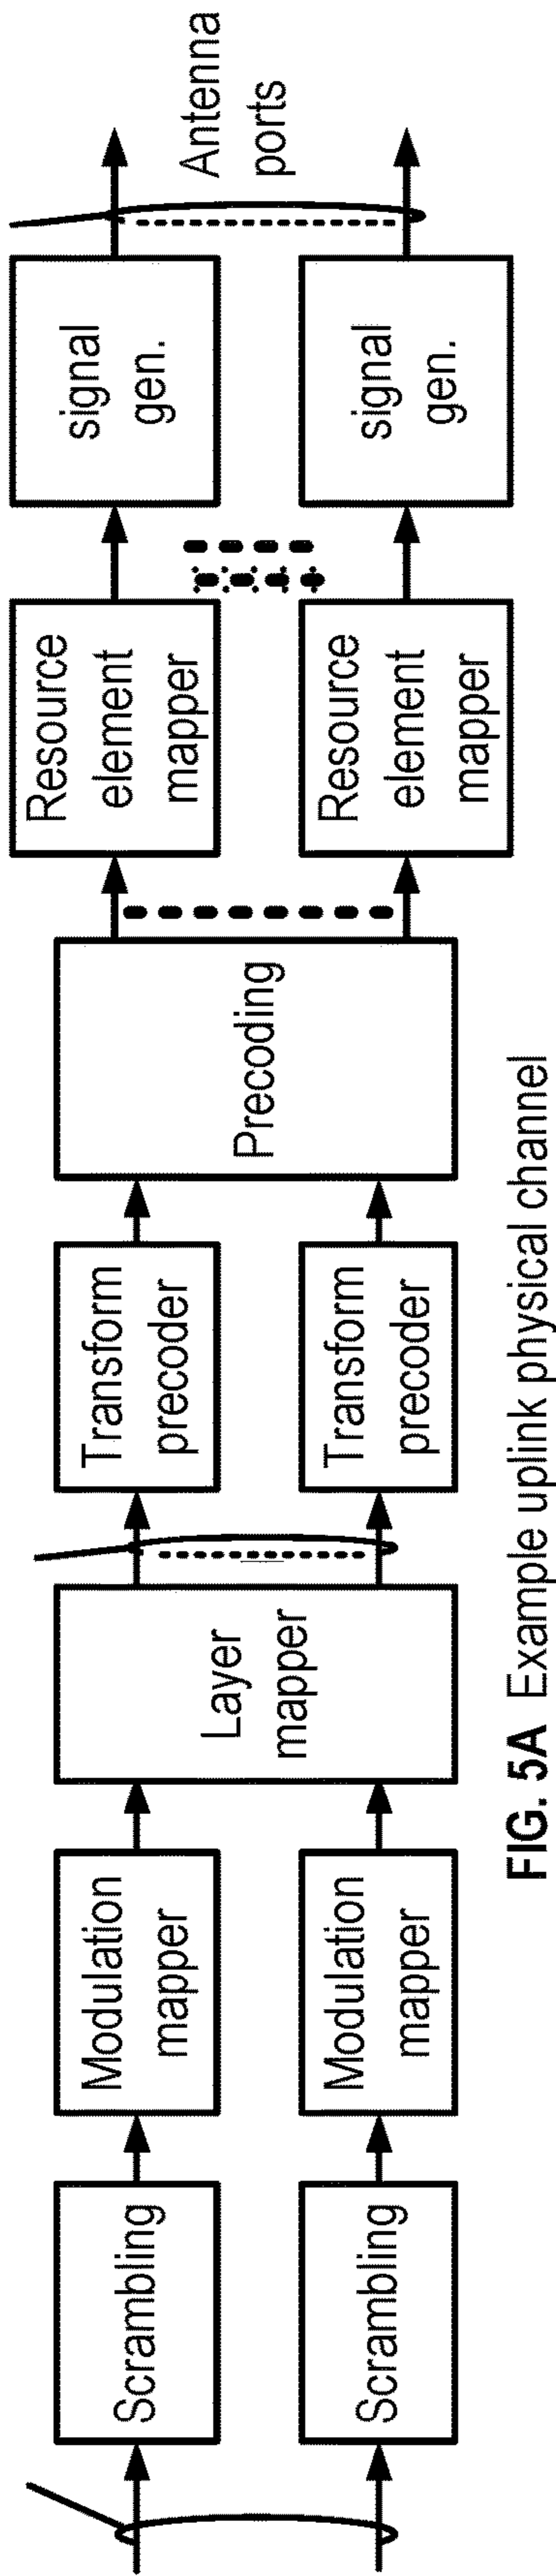 Scrambling
Modulation
mapper
Scrambling
Modulation
mapper
Layer
mapper
Transform
precoder
Transform
precoder
Precoding
Resource
element
mapper
Resource
element
mapper
signal
gen.
signal
gen.
Antenna
ports
FIG. 5A Example uplink physical channel